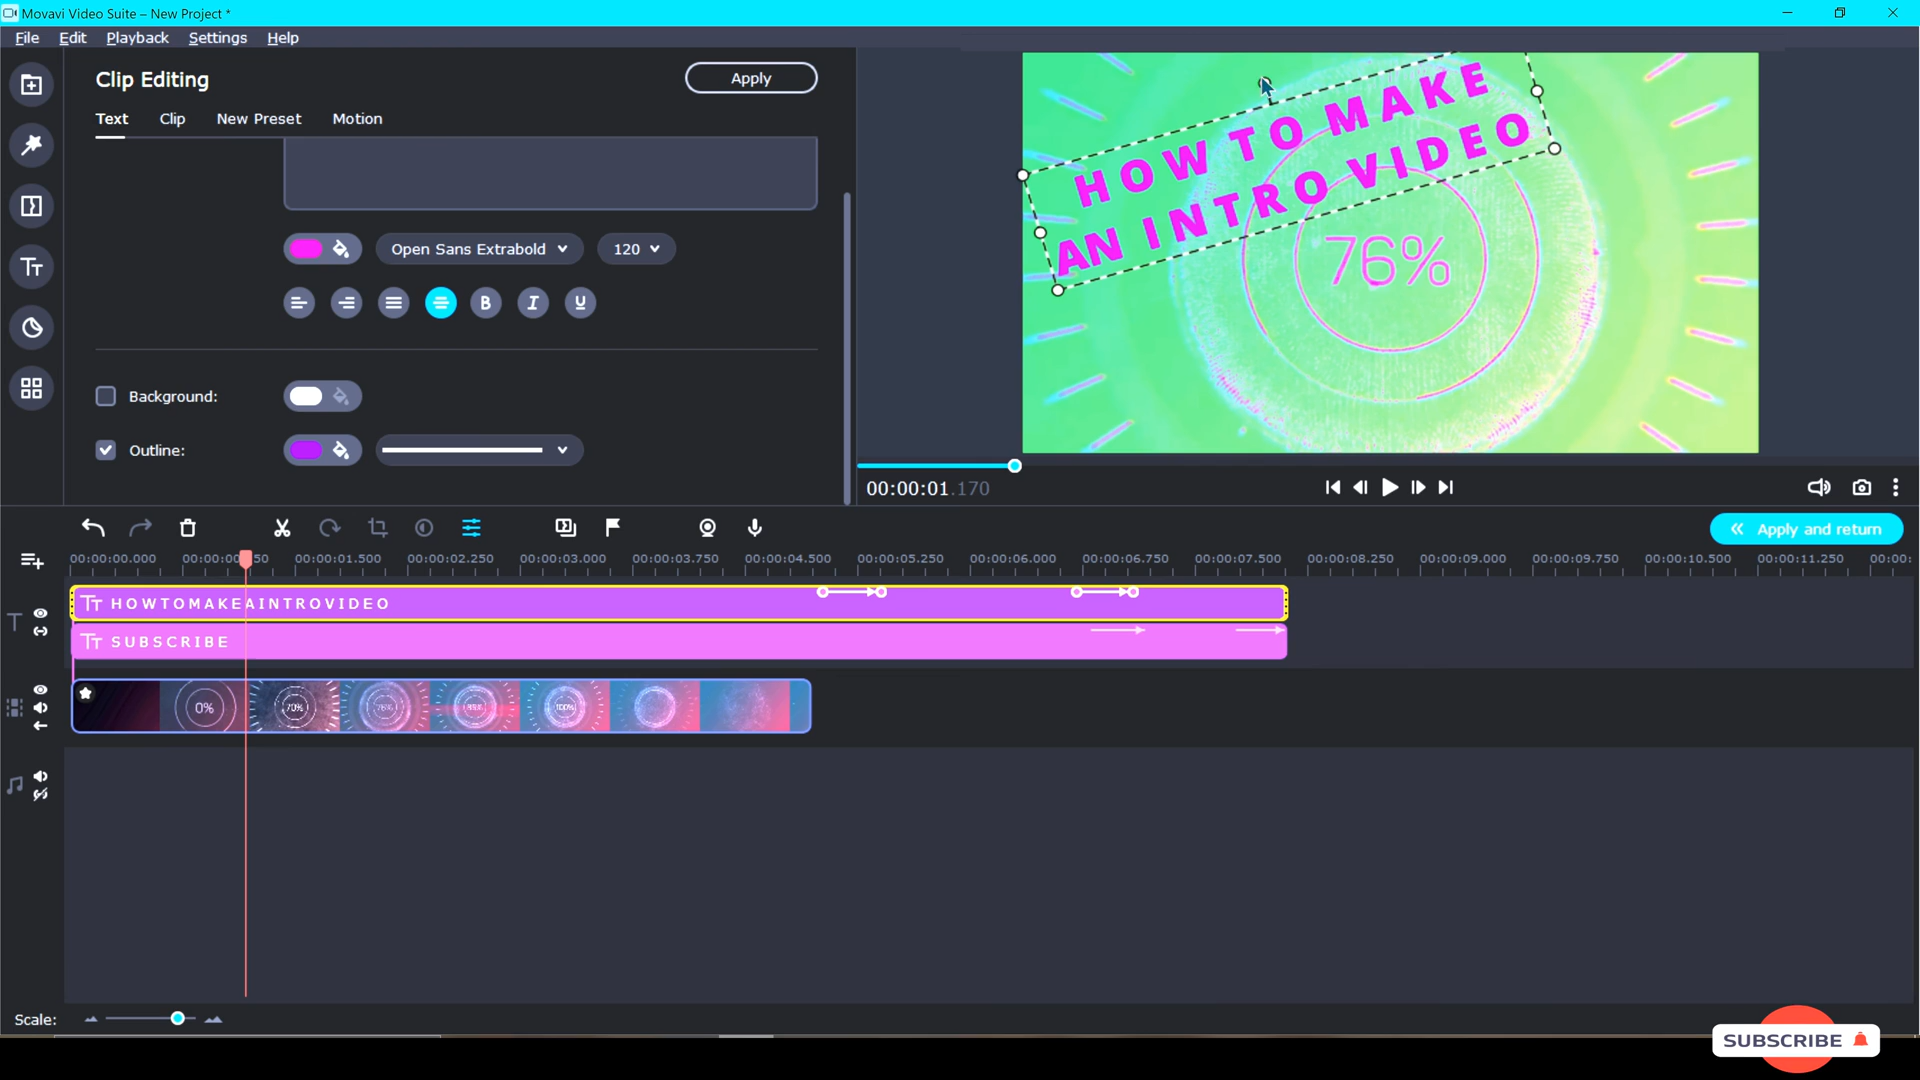 Movavi Video Suite – New Project *
File Edit Playback Settings Help
Clip Editing
Apply
Text Clip New Preset Motion
Open Sans Extrabold
120
B I U
Background:
Outline:
HOW TO MAKE
AN INTRO VIDEO
76%
00:00:01.170
Apply and return
00:00:00.000 00:00:00.750 00:00:01.500 00:00:02.250 00:00:03.000 00:00:03.750 00:00:04.500 00:00:05.250 00:00:06.000 00:00:06.750 00:00:07.500 00:00:08.250 00:00:09.000 00:00:09.750 00:00:10.500 00:00:11.250 00:00:
Tт H O W T O M A K E A I N T R O V I D E O
Tт S U B S C R I B E
0% 70% 76% 100%
Scale:
SUBSCRIBE